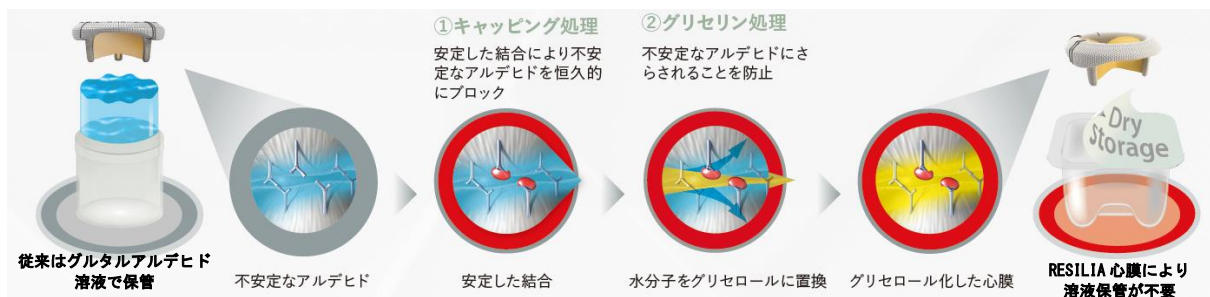 ①キャッピング処理
安定した結合により不安
定なアルデヒドを恒久的
にブロック
②グリセリン処理
不安定なアルデヒドにさ
らされることを防止
Dry
Storage
従来はグルタルアルデヒド
溶液で保管
不安定なアルデヒド
安定した結合
水分子をグリセロールに置換
グリセロール化した心膜
RESILIA 心膜により
溶液保管が不要